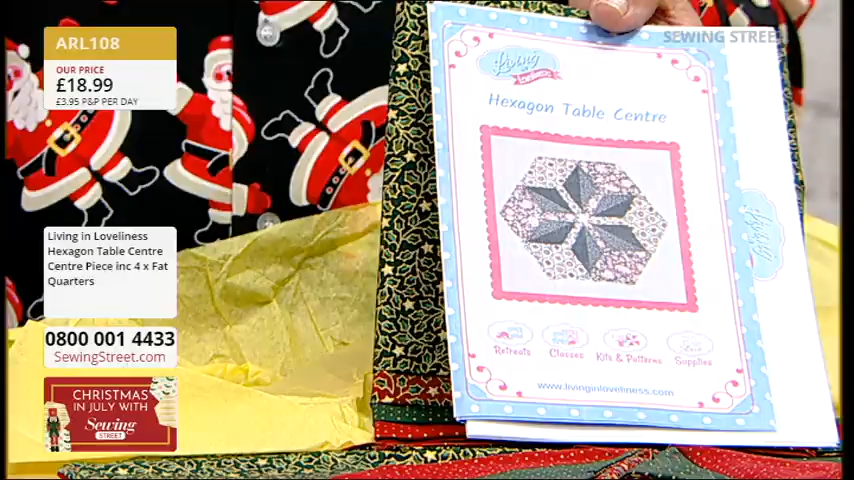 ARL108
OUR PRICE
£18.99
£3.95 P&P PER DAY
Living in Loveliness
Hexagon Table Centre
Centre Piece inc 4 x Fat
Quarters
0800 001 4433
SewingStreet.com
CHRISTMAS
IN JULY WITH
Sewing
STREET
SEWING STREET
Living
in Loveliness
Hexagon Table Centre
Retreats
Classes
Kits & Patterns
Supplies
www.livinginloveliness.com
Living